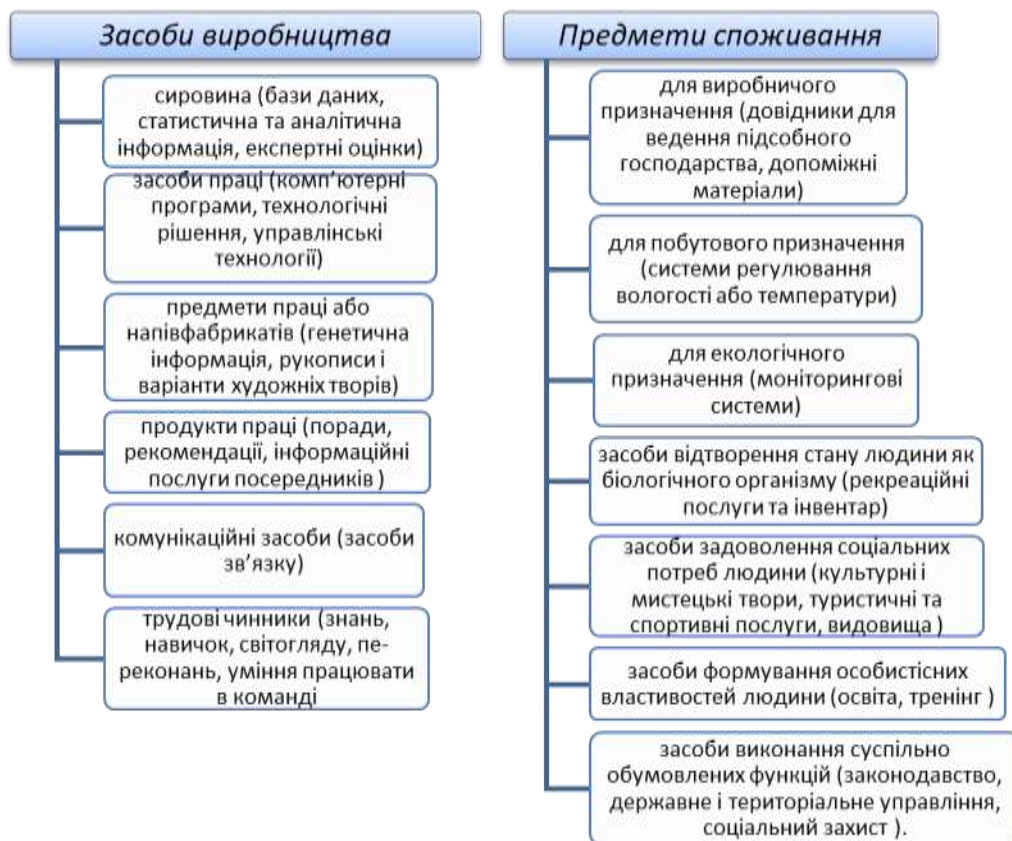 Засоби виробництва
сировина (бази даних,
статистична та аналітична
інформація, експертні оцінки)
засоби праці (комп’ютерні
програми, технологічні
рішення, управлінські
технології)
предмети праці або
напівфабрикатів (генетична
інформація, рукописи і
варіанти художніх творів)
продукти праці (поради,
рекомендації, інформаційні
послуги посередників )
комунікаційні засоби (засоби
зв’язку)
трудові чинники (знань,
навичок, світогляду, пе-
реконань, уміння працювати
в команді
Предмети споживання
для виробничого
призначення (довідники для
ведення підсобного
господарства, допоміжні
матеріали)
для побутового призначення
(системи регулювання
вологості або температури)
для екологічного
призначення (моніторингові
системи)
засоби відтворення стану людини як
біологічного організму (рекреаційні
послуги та інвентар)
засоби задоволення соціальних
потреб людини (культурні і
мистецькі твори, туристичні та
спортивні послуги, видовища )
засоби формування особистісних
властивостей людини (освіта, тренінг )
засоби виконання суспільно
обумовлених функцій (законодавство,
державне і територіальне управління,
соціальний захист ).